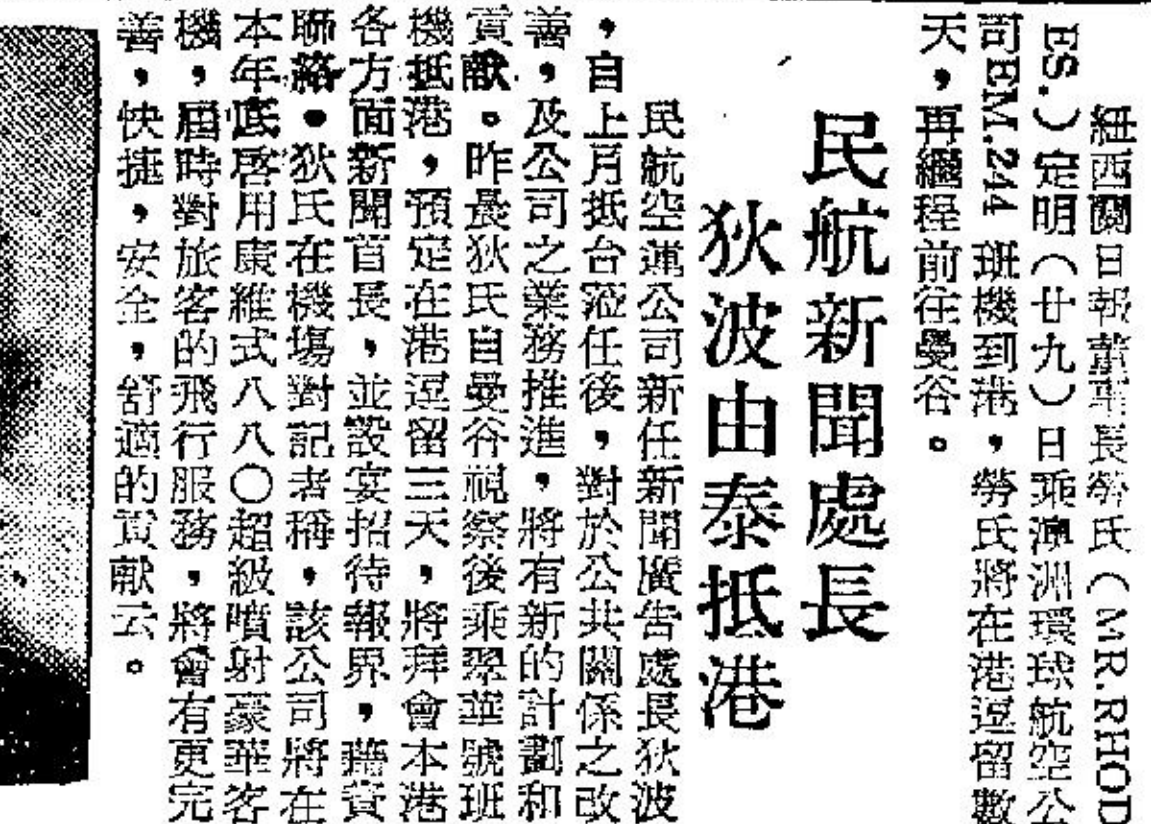 紐西蘭日報董事長勞氏(MR.RHOD
ES.)定明(廿九)日乘澳洲環球航空公
司EM.244 班機到港,勞氏將在港逗留數
天,再繼程前往曼谷。
民航新聞處長
狄波由泰抵港
民航空運公司新任新聞廣告處長狄波
,自上月抵台蒞任後,對於公共關係之改
善,及公司之業務推進,將有新的計劃和
貢獻。昨晨狄氏自曼谷視察後乘翠華號班
機抵港,預定在港逗留三天,將拜會本港
各方面新聞首長,並設宴招待報界,藉資
聯絡。狄氏在機塲對記者稱,該公司將在
本年底啓用康維式八八〇超級噴射豪華客
機,屆時對旅客的飛行服務,將會有更完
善,快捷,安全,舒適的貢獻云。